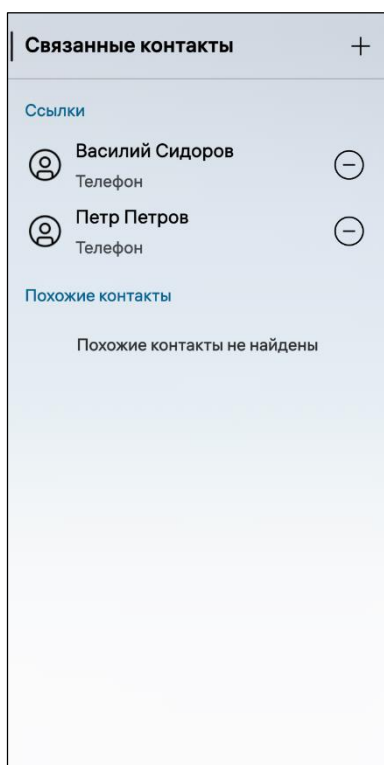 Связанные контакты
Ссылки
Василий Сидоров
Телефон
Петр Петров
Телефон
Похожие контакты
Похожие контакты не найдены